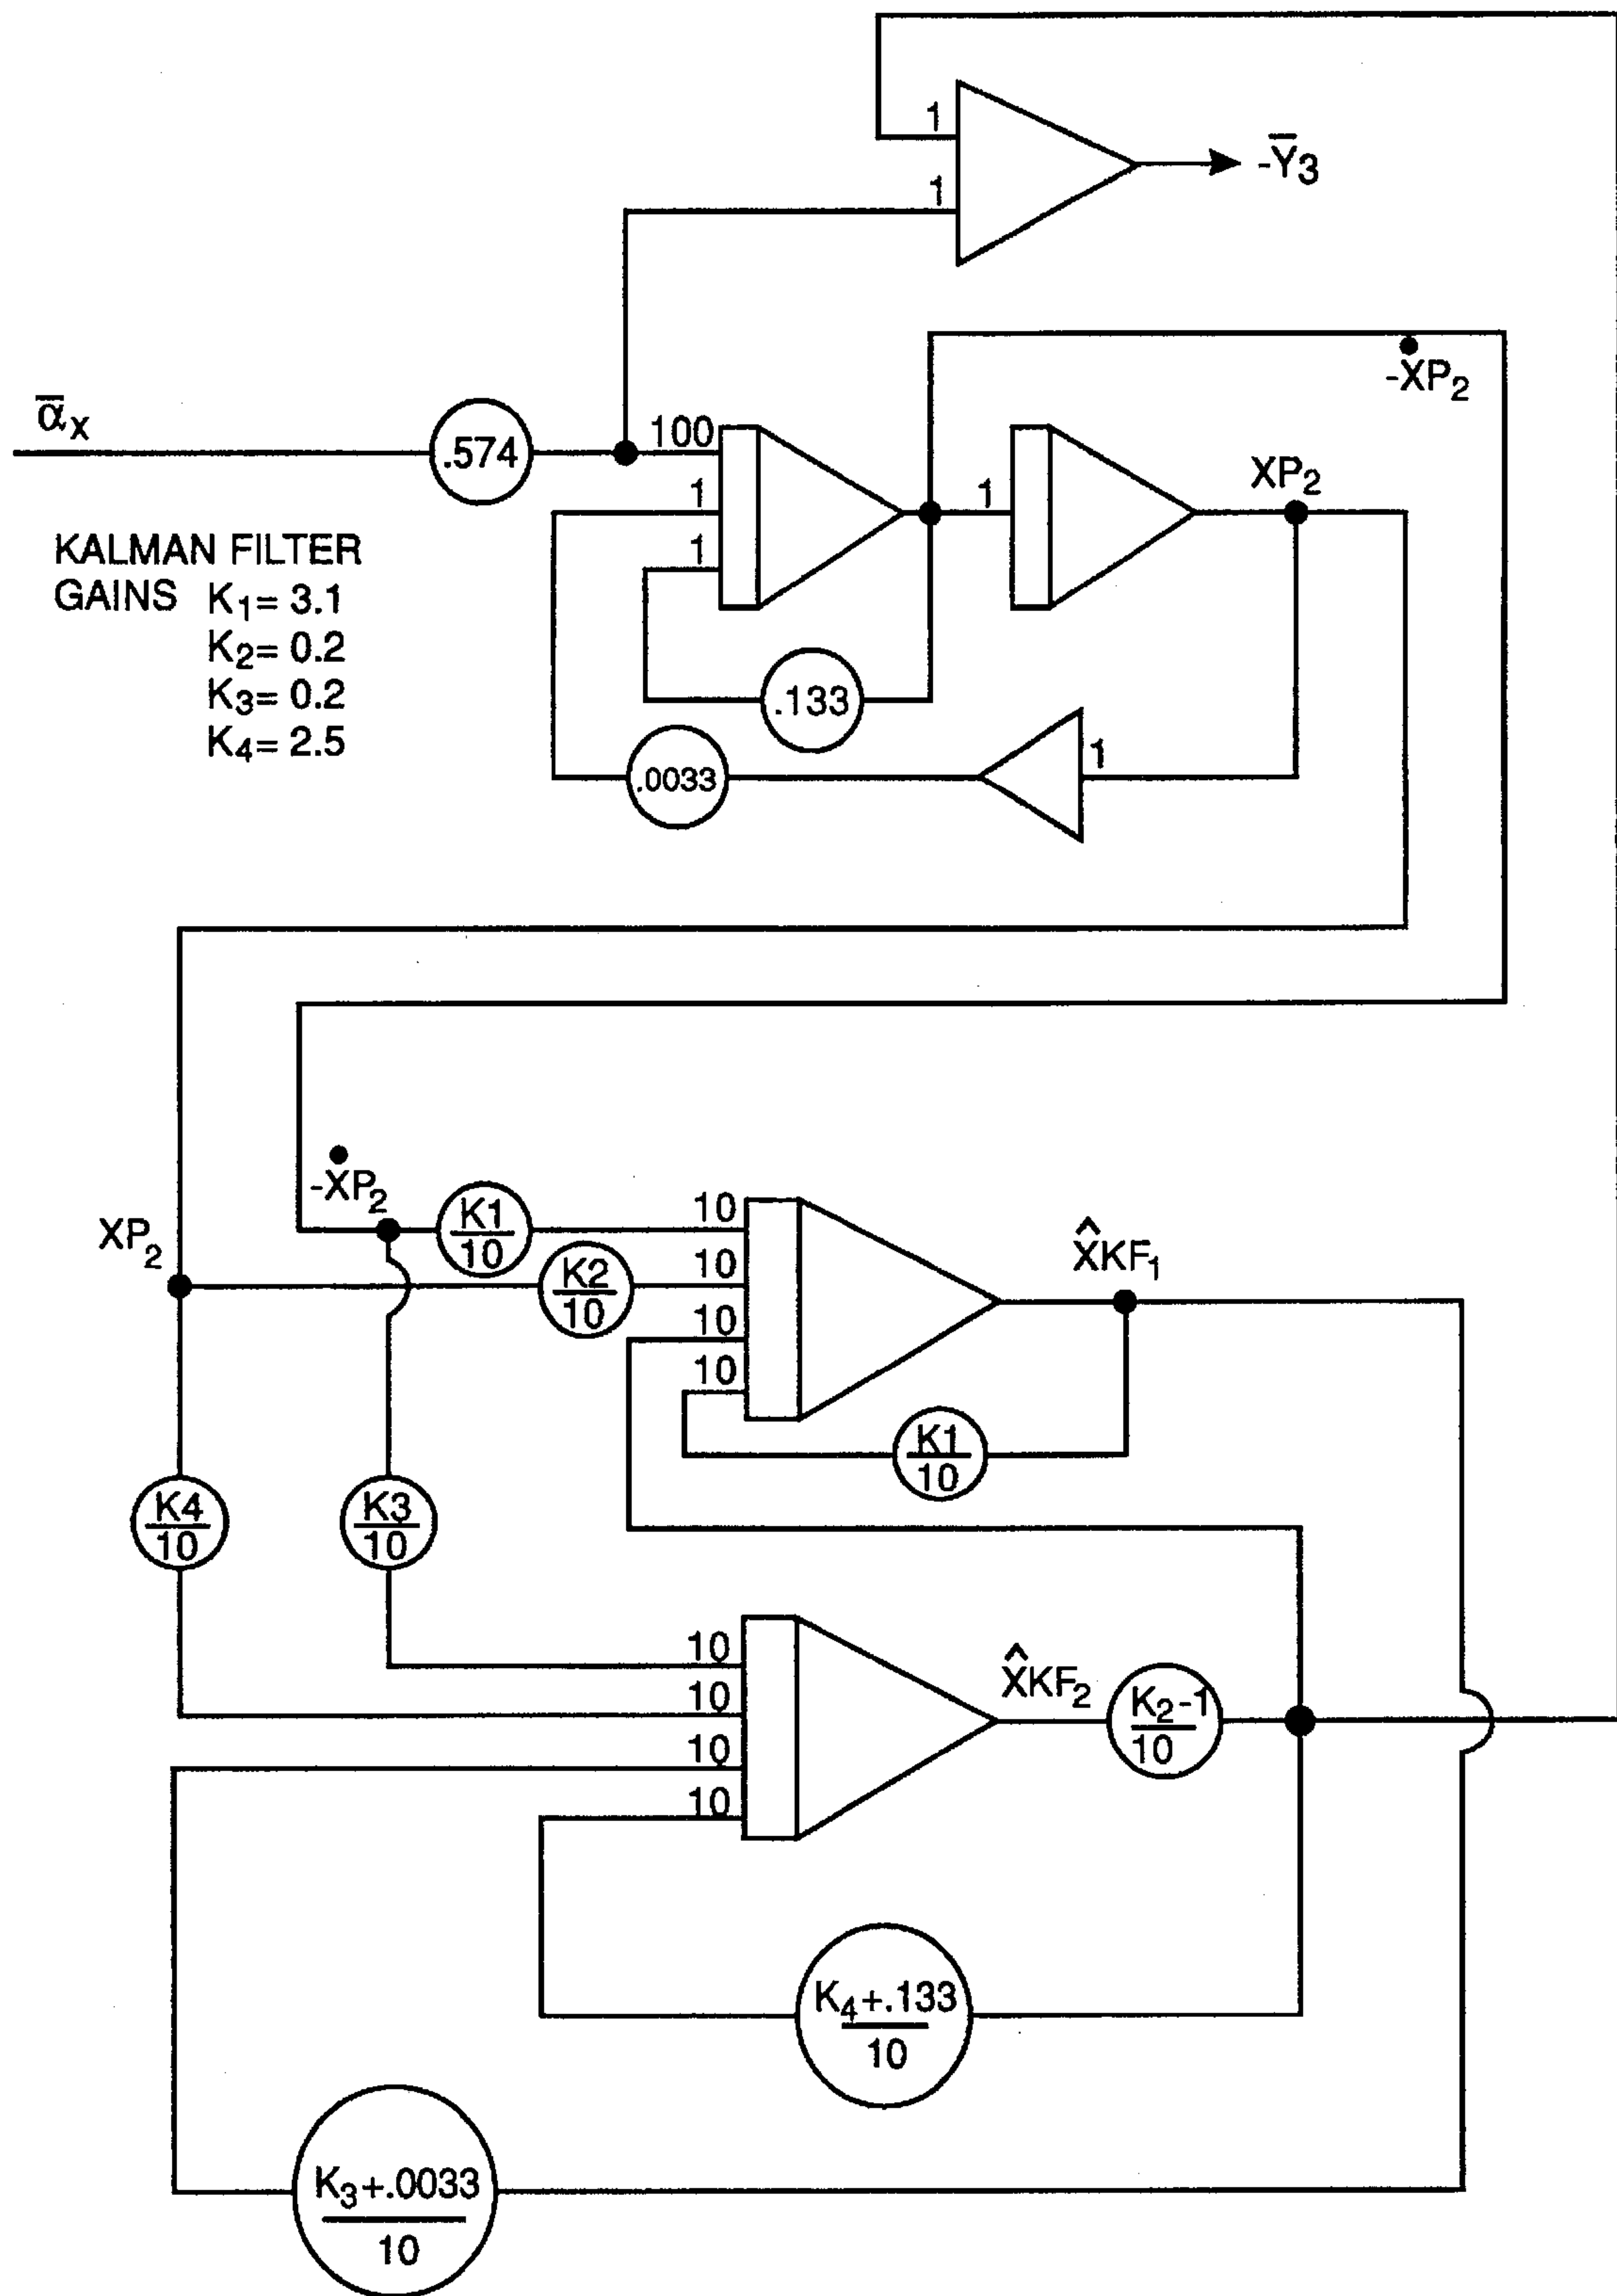 1
1
-Y̅3
-ẊP2
α̅x
.574
100
1
1
1
XP2
KALMAN FILTER
GAINS K1= 3.1
K2= 0.2
K3= 0.2
K4= 2.5
.133
.0033
1
-ẊP2
XP2
K1
10
K2
10
10
10
10
10
X̂KF1
K1
10
K4
10
K3
10
10
10
10
10
X̂KF2
K2-1
10
K4+.133
10
K3+.0033
10